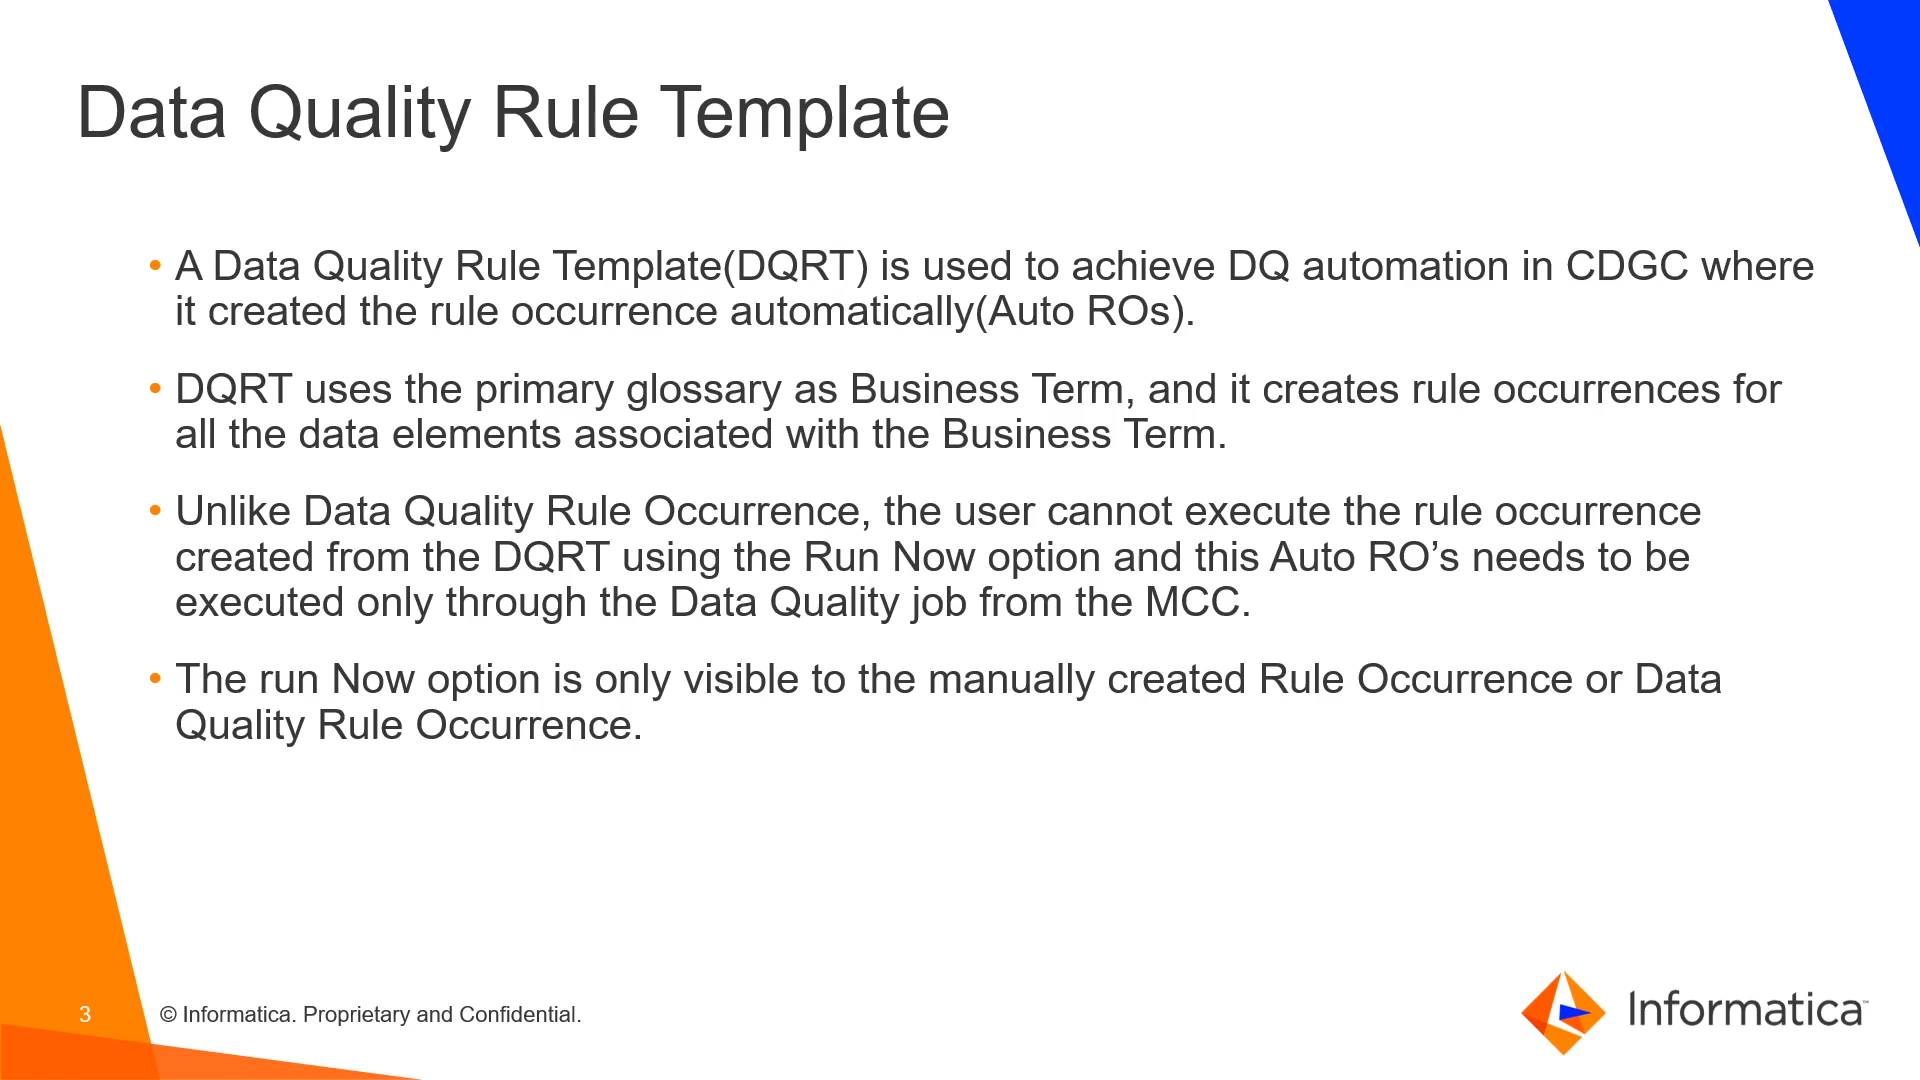 Data Quality Rule Template
• A Data Quality Rule Template(DQRT) is used to achieve DQ automation in CDGC where
it created the rule occurrence automatically(Auto ROs).
• DQRT uses the primary glossary as Business Term, and it creates rule occurrences for
all the data elements associated with the Business Term.
• Unlike Data Quality Rule Occurrence, the user cannot execute the rule occurrence
created from the DQRT using the Run Now option and this Auto RO’s needs to be
executed only through the Data Quality job from the MCC.
• The run Now option is only visible to the manually created Rule Occurrence or Data
Quality Rule Occurrence.
3
© Informatica. Proprietary and Confidential.
Informatica™